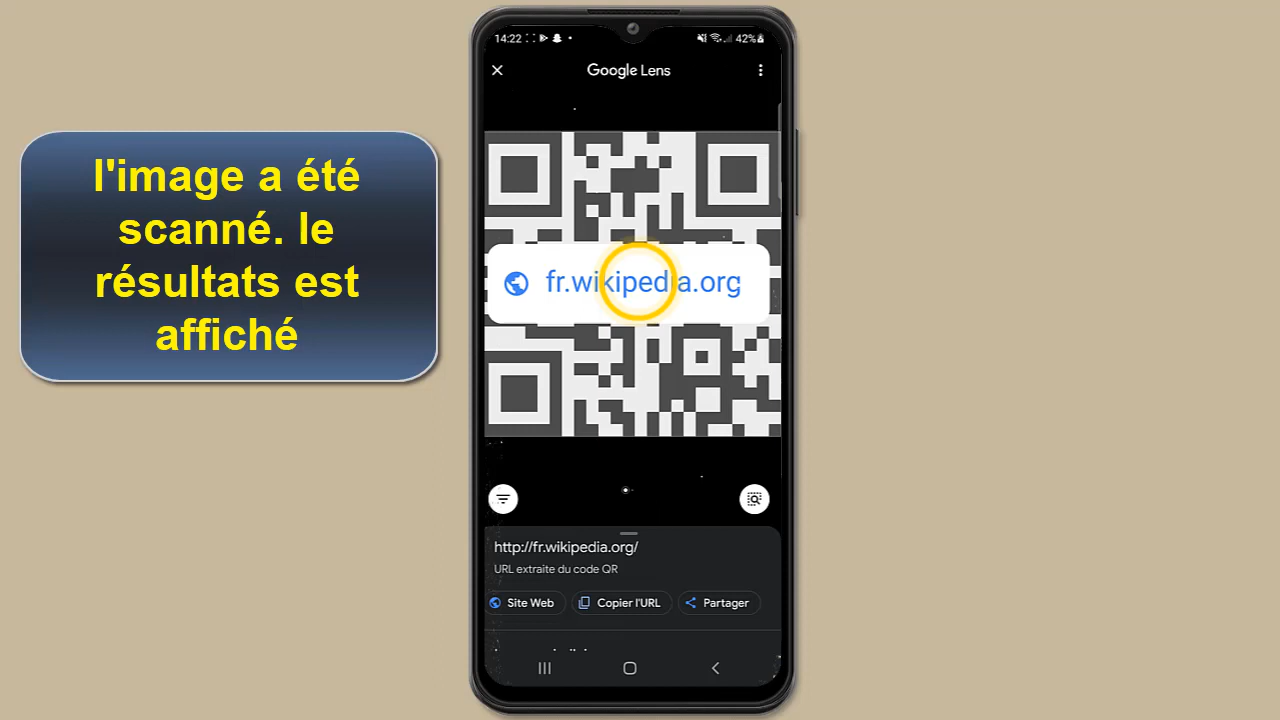 l'image a été
scanné. le
résultats est
affiché
14:22
42%
Google Lens
fr.wikipedia.org
http://fr.wikipedia.org/
URL extraite du code QR
Site Web
Copier l'URL
Partager